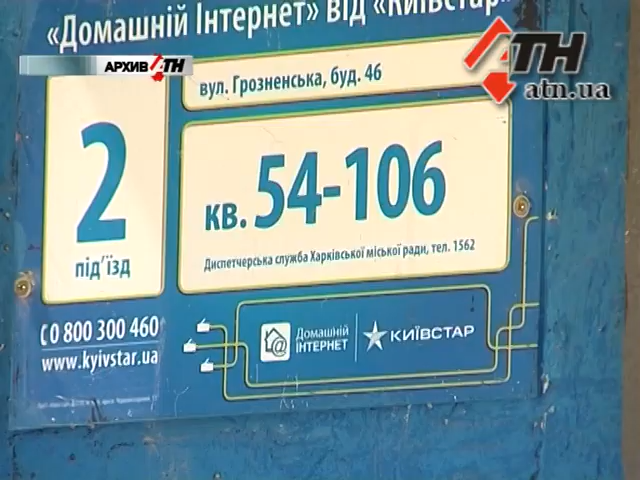 «Домашній Інтернет» від «Київстар»
АРХИВ АТН
АТН
atn.ua
вул. Грозненська, буд. 46
2
під'їзд
кв. 54-106
Диспетчерська служба Харківської міської ради, тел. 1562
0 800 300 460
www.kyivstar.ua
ДОМАШНІЙ
ІНТЕРНЕТ
КИЇВСТАР